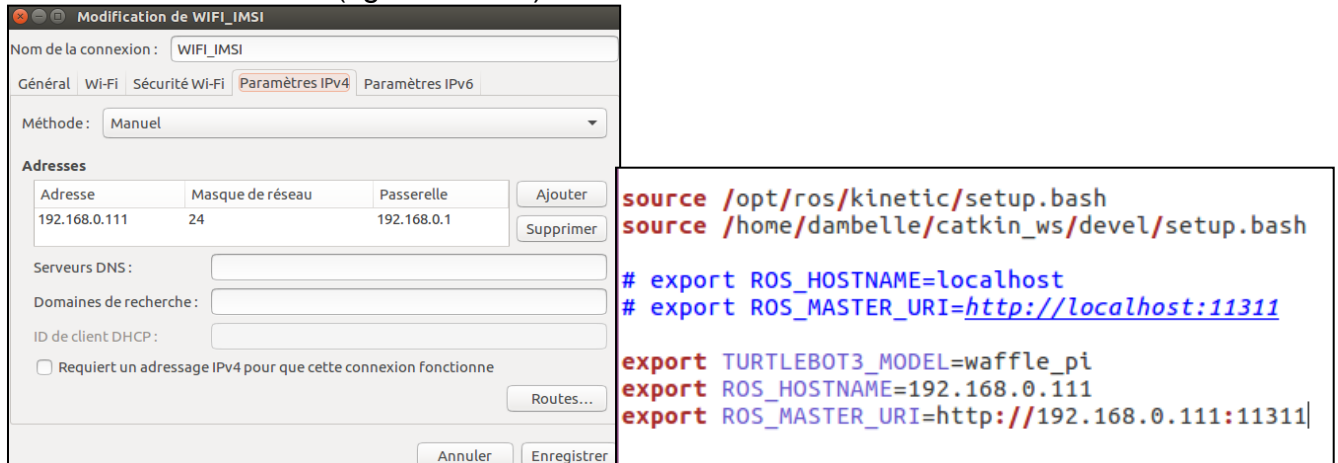 Modification de WIFI_IMSI
Nom de la connexion : WIFI_IMSI
Général Wi-Fi Sécurité Wi-Fi Paramètres IPv4 Paramètres IPv6
Méthode : Manuel
Adresses
Adresse Masque de réseau Passerelle Ajouter
192.168.0.111 24 192.168.0.1
Supprimer
Serveurs DNS :
Domaines de recherche :
ID de client DHCP :
Requiert un adressage IPv4 pour que cette connexion fonctionne
Routes...
Annuler Enregistrer
source /opt/ros/kinetic/setup.bash
source /home/dambelle/catkin_ws/devel/setup.bash
# export ROS_HOSTNAME=localhost
# export ROS_MASTER_URI=http://localhost:11311
export TURTLEBOT3_MODEL=waffle_pi
export ROS_HOSTNAME=192.168.0.111
export ROS_MASTER_URI=http://192.168.0.111:11311